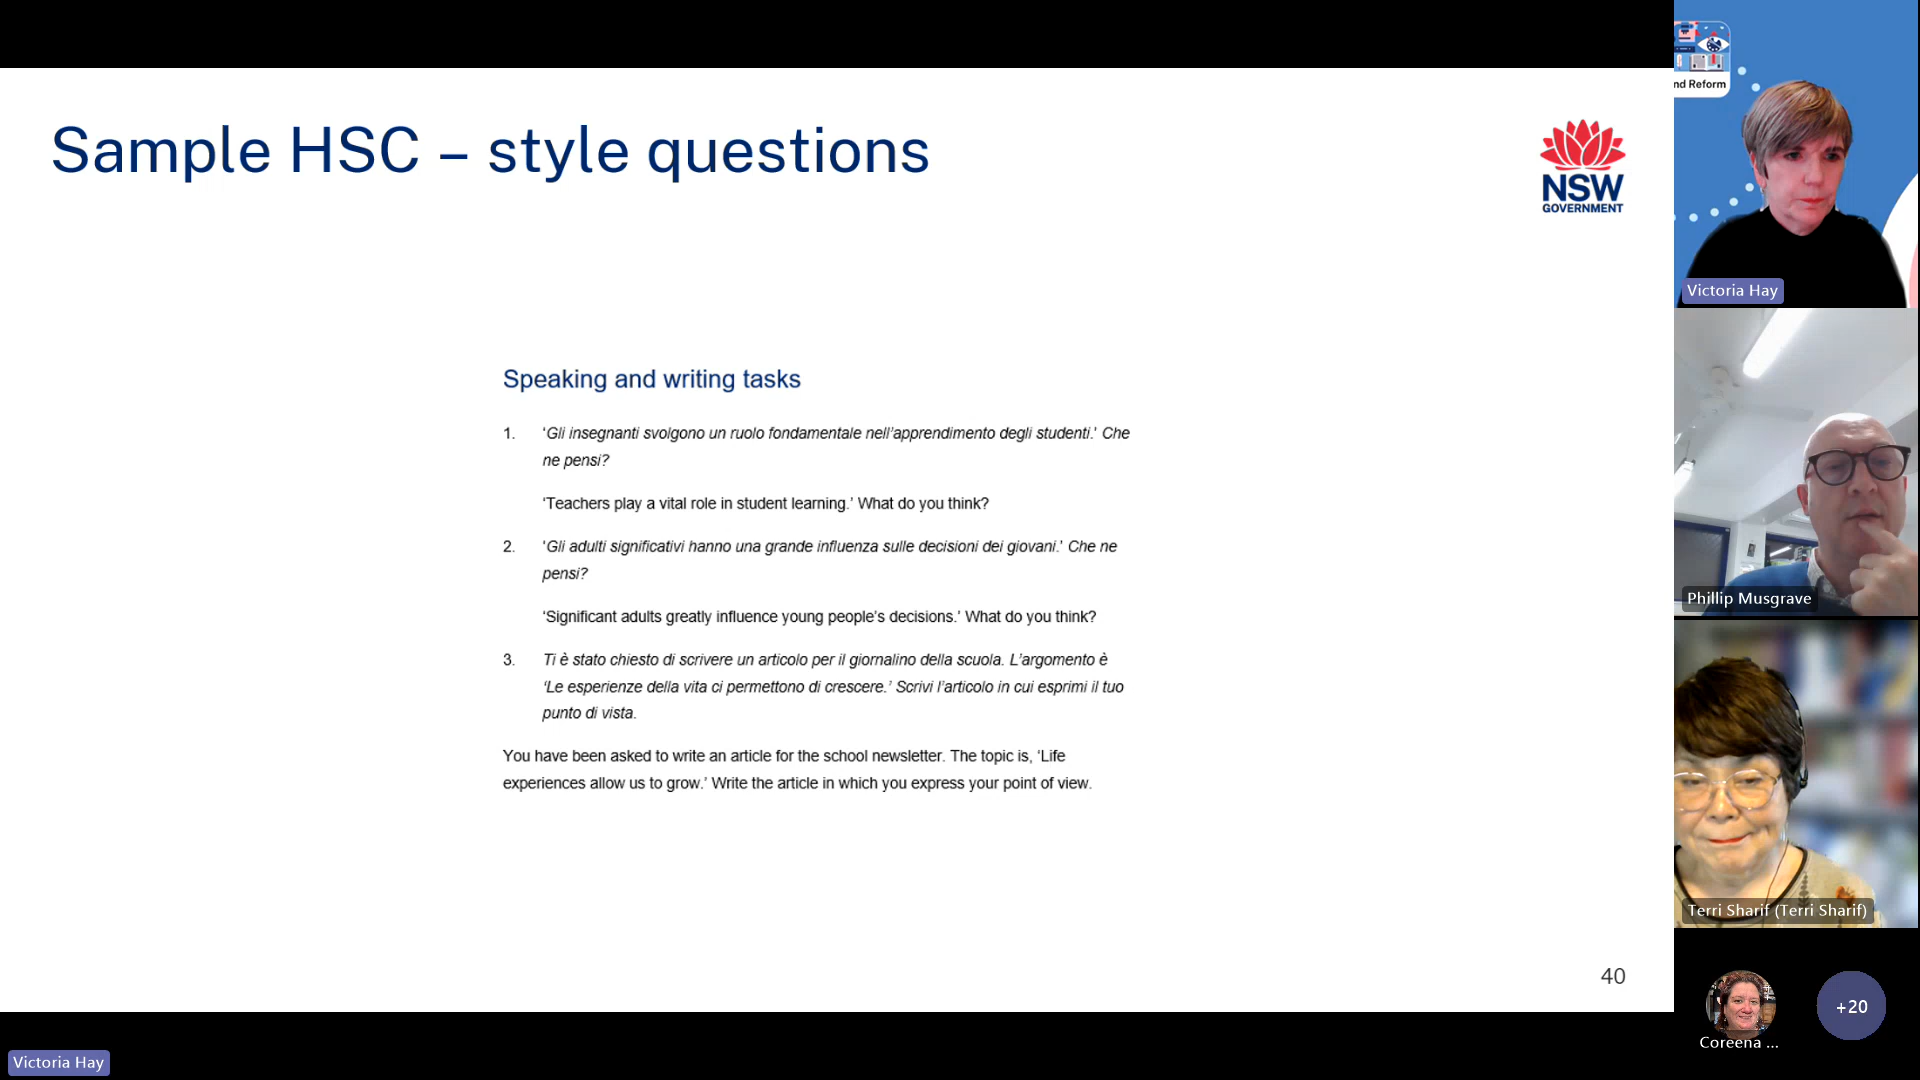 Sample HSC – style questions
NSW
GOVERNMENT
Speaking and writing tasks
1. ‘Gli insegnanti svolgono un ruolo fondamentale nell’apprendimento degli studenti.’ Che
ne pensi?
‘Teachers play a vital role in student learning.’ What do you think?
2. ‘Gli adulti significativi hanno una grande influenza sulle decisioni dei giovani.’ Che ne
pensi?
‘Significant adults greatly influence young people’s decisions.’ What do you think?
3. Ti è stato chiesto di scrivere un articolo per il giornalino della scuola. L’argomento è
‘Le esperienze della vita ci permettono di crescere.’ Scrivi l’articolo in cui esprimi il tuo
punto di vista.
You have been asked to write an article for the school newsletter. The topic is, ‘Life
experiences allow us to grow.’ Write the article in which you express your point of view.
40
nd Reform
Victoria Hay
Phillip Musgrave
Terri Sharif (Terri Sharif)
Coreena ...
+20
Victoria Hay